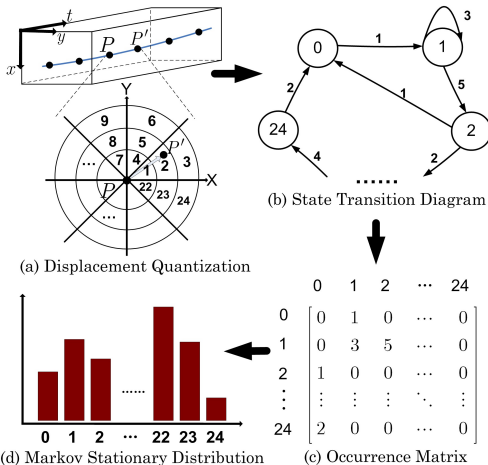 t
y
x
P P'
Y
9 6
8 5
... 7 4 P'
1 2 3
X
P 22 23 24
...
(a) Displacement Quantization
0 1 1 3
2 1 5
24 2
4 2
......
(b) State Transition Diagram
0 1 2 ... 24
0 0 1 0 ... 0
1 0 3 5 ... 0
2 1 0 0 ... 0
⋮ ⋮ ⋮ ⋮ ⋱ ⋮
24 2 0 0 ... 0
(c) Occurrence Matrix
......
0 1 2 ... 22 23 24
(d) Markov Stationary Distribution